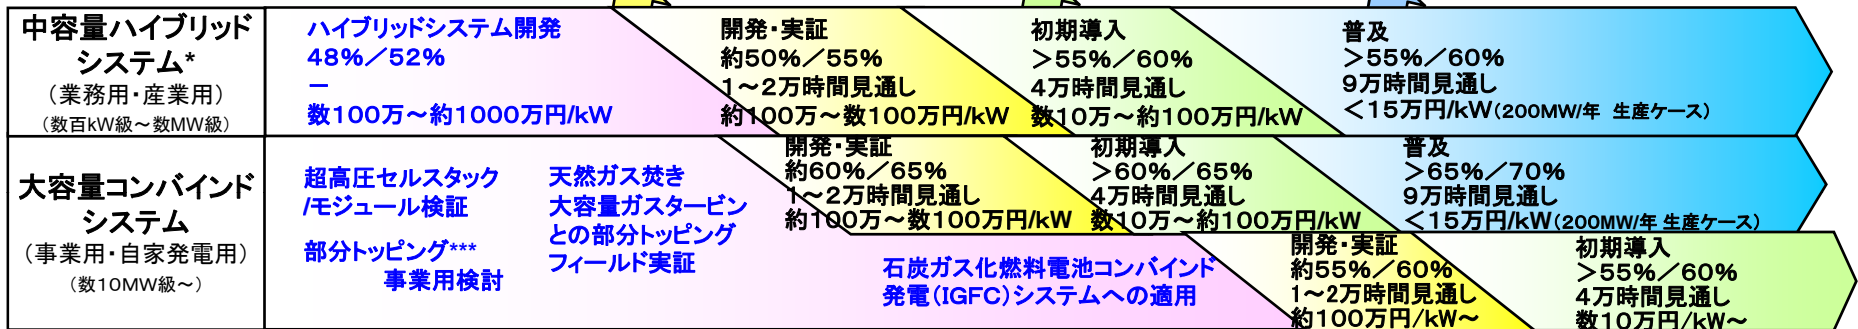 中容量ハイブリッド
システム*
（業務用・産業用）
（数百kW級～数MW級）
ハイブリッドシステム開発
48%／52%
－
数100万～約1000万円/kW
開発・実証
約50%／55%
1～2万時間見通し
約100万～数100万円/kW
初期導入
＞55%／60%
4万時間見通し
数10万～約100万円/kW
普及
＞55%／60%
9万時間見通し
＜15万円/kW（200MW/年 生産ケース）
大容量コンバインド
システム
（事業用・自家発電用）
（数10MW級～）
超高圧セルスタック
/モジュール検証
部分トッピング***
事業用検討
天然ガス焚き
大容量ガスタービン
との部分トッピング
フィールド実証
開発・実証
約60%／65%
1～2万時間見通し
約100万～数100万円/kW
初期導入
＞60%／65%
4万時間見通し
数10万～約100万円/kW
普及
＞65%／70%
9万時間見通し
＜15万円/kW（200MW/年 生産ケース）
石炭ガス化燃料電池コンバインド
発電（IGFC）システムへの適用
開発・実証
約55%／60%
1～2万時間見通し
約100万円/kW～
初期導入
＞55%／60%
4万時間見通し
数10万円/kW～